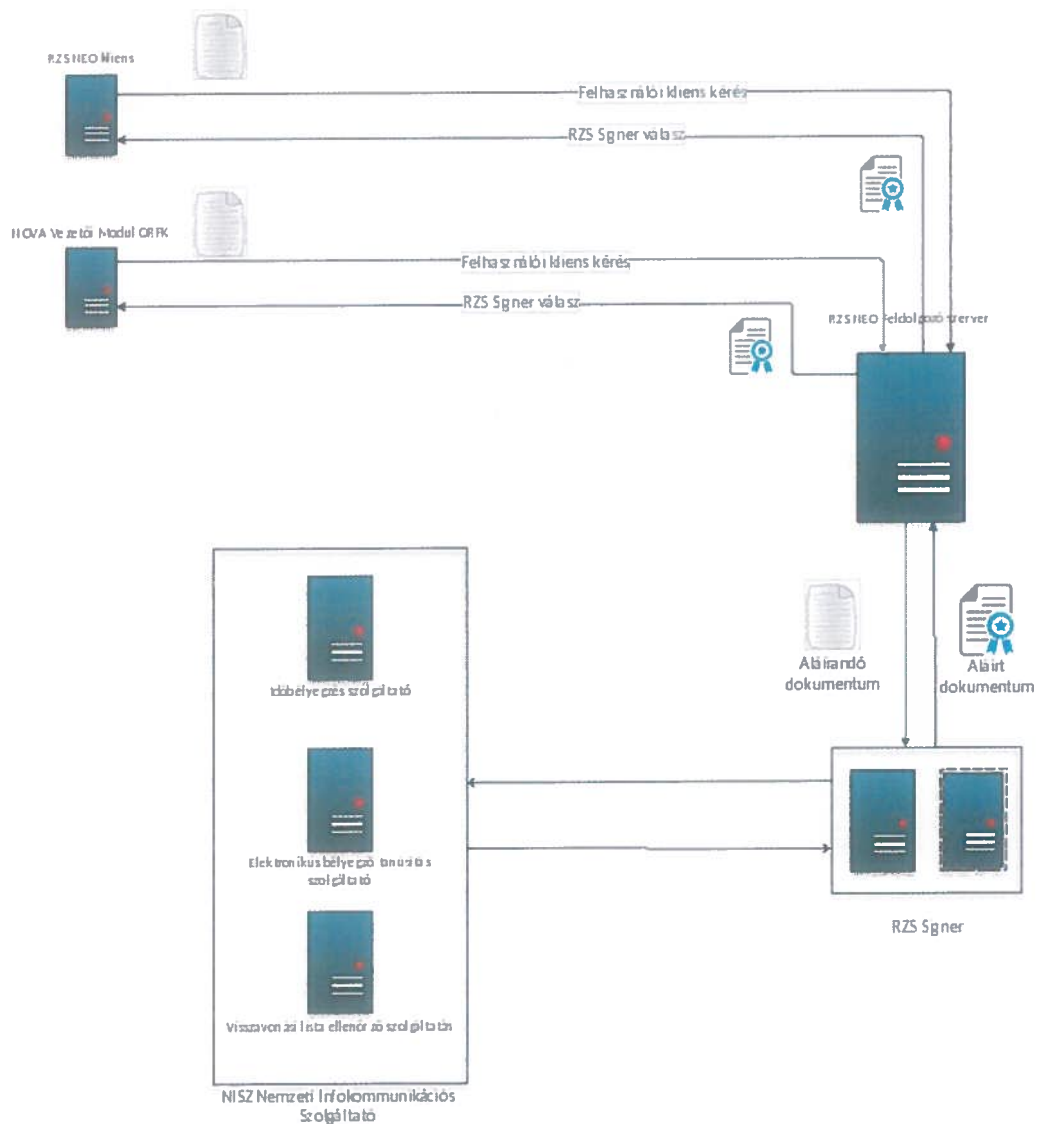 RZS NEO Kliens
Felhasználói kliens kérés
RZS Signer válasz
NOVA Vezetői Modul ORFK
Felhasználói kliens kérés
RZS Signer válasz
RZS NEO Feldolgozó szerver
Aláírandó
dokumentum
Aláírt
dokumentum
Időbélyegzés szolgáltató
Elektronikus bélyegző tanusítás
szolgáltató
Visszavonási lista ellenőrző szolgáltatás
RZS Signer
NISZ Nemzeti Infokommunikációs
Szolgáltató